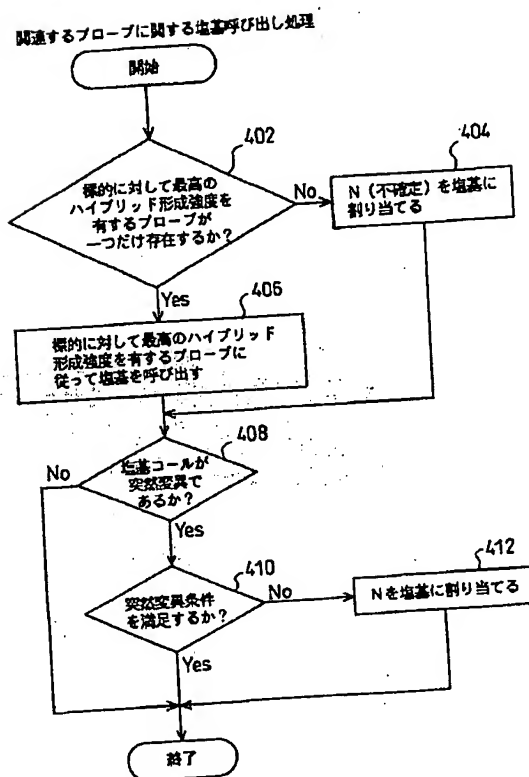 関連するプローブに関する塩基呼び出し処理
開始
402
標的に対して最高の
ハイブリッド形成強度を
有するプローブが
一つだけ存在するか?
No
404
N(不確定)を塩基に
割り当てる
Yes
406
標的に対して最高のハイブリッド
形成強度を有するプローブに
従って塩基を呼び出す
408
塩基コールが
突然変異で
あるか?
No
Yes
410
突然変異条件
を満足するか?
No
412
Nを塩基に割り当てる
Yes
終了